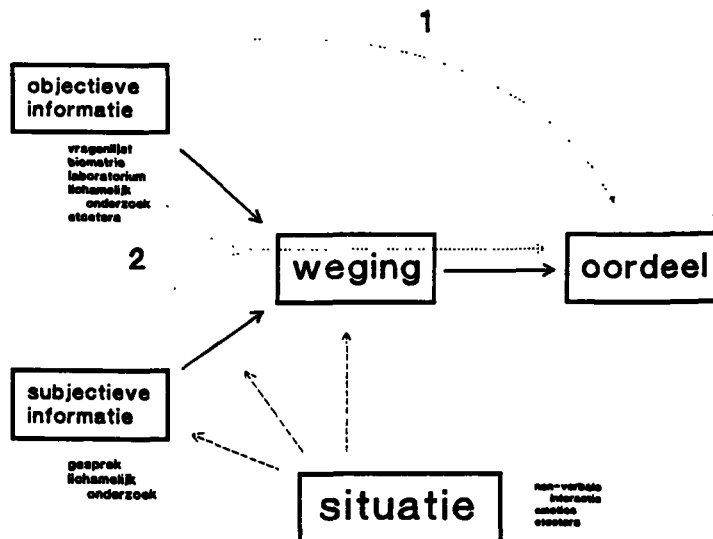 1
objectieve
informatie
vragenlijst
biometrie
laboratorium
lichamelijk
onderzoek
etcetera
2
weging
oordeel
subjectieve
informatie
gesprek
lichamelijk
onderzoek
situatie
non-verbale
interactie
emoties
etcetera